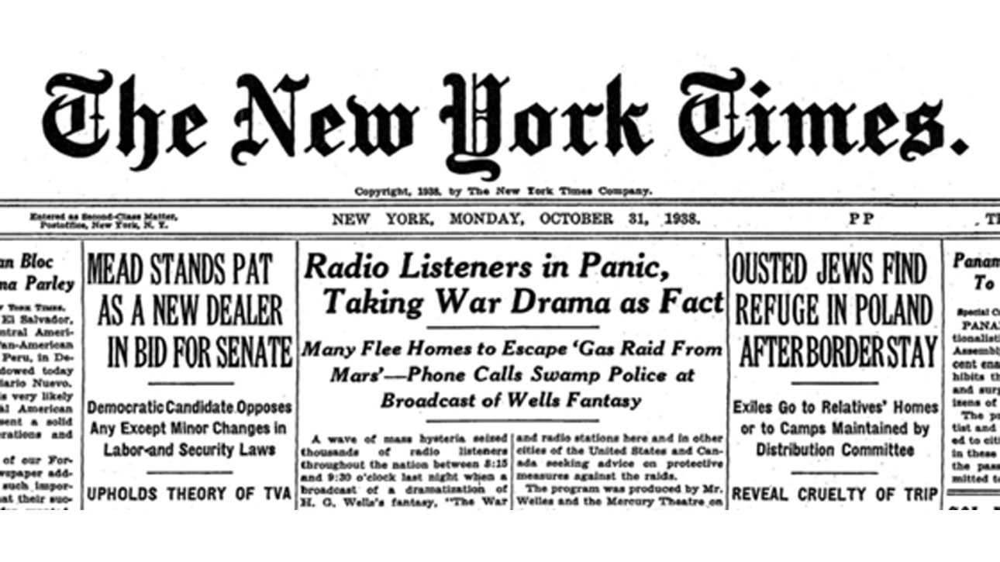 The New York Times.
Copyright, 1938, by The New York Times Company.
Entered as Second-Class Matter,
Postoffice, New York, N. Y.
NEW YORK, MONDAY, OCTOBER 31, 1938.
P P
an Bloc
na Parley
York Times.
El Salvador,
ntral Ameri-
Pan-American
Peru, in De-
dowed today
iario Nuevo.
is very likely
al American
sent a solid
erations and
of our For-
wspaper add-
such impor-
at their suc-
MEAD STANDS PAT
AS A NEW DEALER
IN BID FOR SENATE
Democratic Candidate Opposes
Any Except Minor Changes in
Labor and Security Laws
UPHOLDS THEORY OF TVA
Radio Listeners in Panic,
Taking War Drama as Fact
Many Flee Homes to Escape ‘Gas Raid From
Mars’—Phone Calls Swamp Police at
Broadcast of Wells Fantasy
A wave of mass hysteria seized
thousands of radio listeners
throughout the nation between 8:15
and 9:30 o'clock last night when a
broadcast of a dramatization of
H. G. Wells's fantasy, "The War
and radio stations here and in other
cities of the United States and Can-
ada seeking advice on protective
measures against the raids.
The program was produced by Mr.
Welles and the Mercury Theatre on
OUSTED JEWS FIND
REFUGE IN POLAND
AFTER BORDER STAY
Exiles Go to Relatives' Homes
or to Camps Maintained by
Distribution Committee
REVEAL CRUELTY OF TRIP
Panam
To
Special C
PANA
tionalisti
Assembl
cent ena
hibits th
and surg
isens of
The pr
tist and
ed to citi
in these
the pass
mitted to